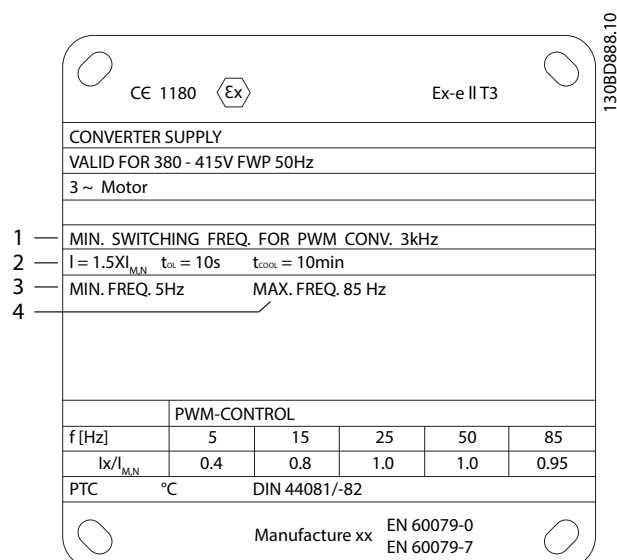 130BD888.10
CE 1180 Ex Ex-e ll T3
CONVERTER SUPPLY
VALID FOR 380 - 415V FWP 50Hz
3 ~ Motor
1 MIN. SWITCHING FREQ. FOR PWM CONV. 3kHz
2 I = 1.5XI M,N tOL = 10s tCOOL = 10min
3 MIN. FREQ. 5Hz MAX. FREQ. 85 Hz
4
PWM-CONTROL
f [Hz] 5 15 25 50 85
Ix/I M,N 0.4 0.8 1.0 1.0 0.95
PTC °C DIN 44081/-82
Manufacture xx EN 60079-0
EN 60079-7